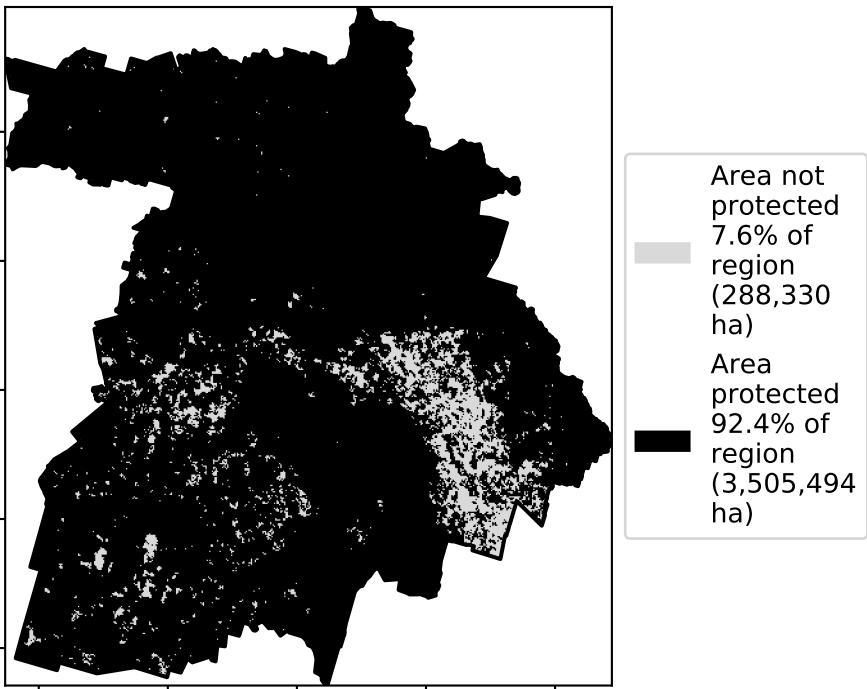 Area not
protected
7.6% of
region
(288,330
ha)
Area
protected
92.4% of
region
(3,505,494
ha)